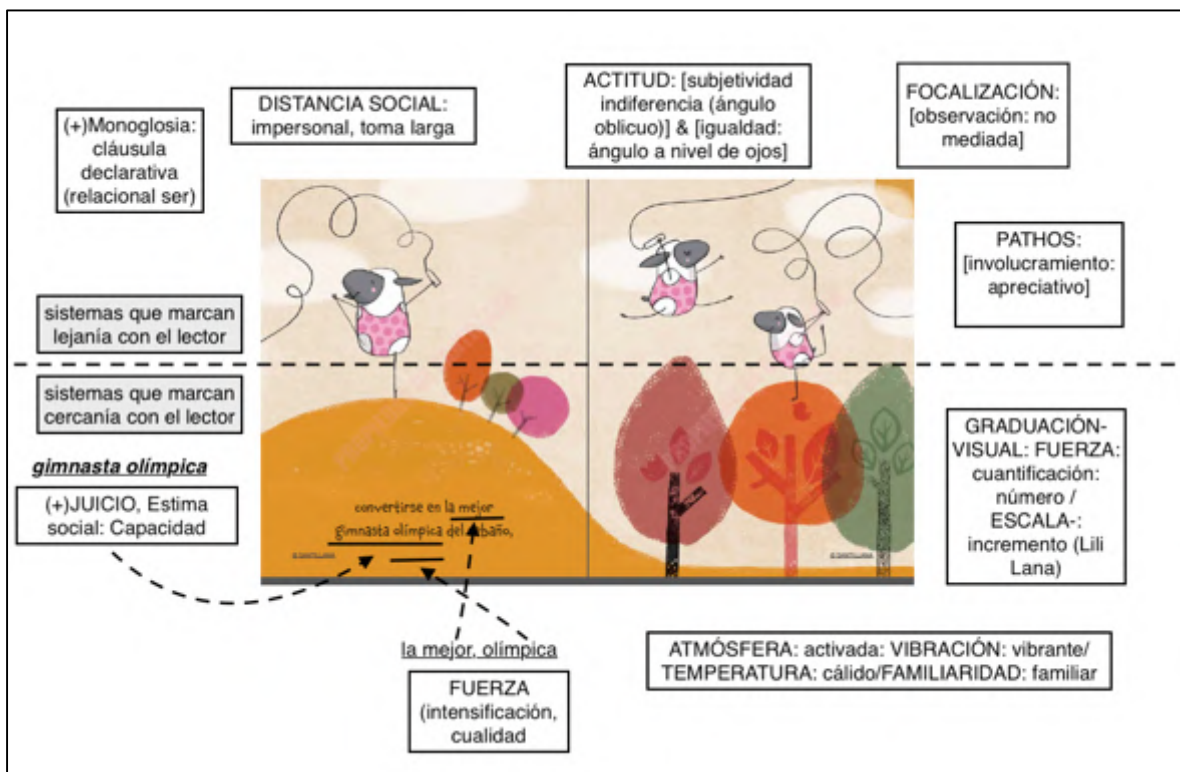 (+)Monoglosia:
cláusula
declarativa
(relacional ser)
DISTANCIA SOCIAL:
impersonal, toma larga
ACTITUD: [subjetividad
indiferencia (ángulo
oblicuo)] & [igualdad:
ángulo a nivel de ojos]
FOCALIZACIÓN:
[observación: no
mediada]
PATHOS:
[involucramiento:
apreciativo]
sistemas que marcan
lejanía con el lector
sistemas que marcan
cercanía con el lector
gimnasta olímpica
(+)JUICIO, Estima
social: Capacidad
convertirse en la mejor
gimnasta olímpica del
© SANTILLANA
© SANTILLANA
GRADUACIÓN-
VISUAL: FUERZA:
cuantificación:
número /
ESCALA-:
incremento (Lili
Lana)
la mejor, olímpica
FUERZA
(intensificación,
cualidad
ATMÓSFERA: activada: VIBRACIÓN: vibrante/
TEMPERATURA: cálido/FAMILIARIDAD: familiar